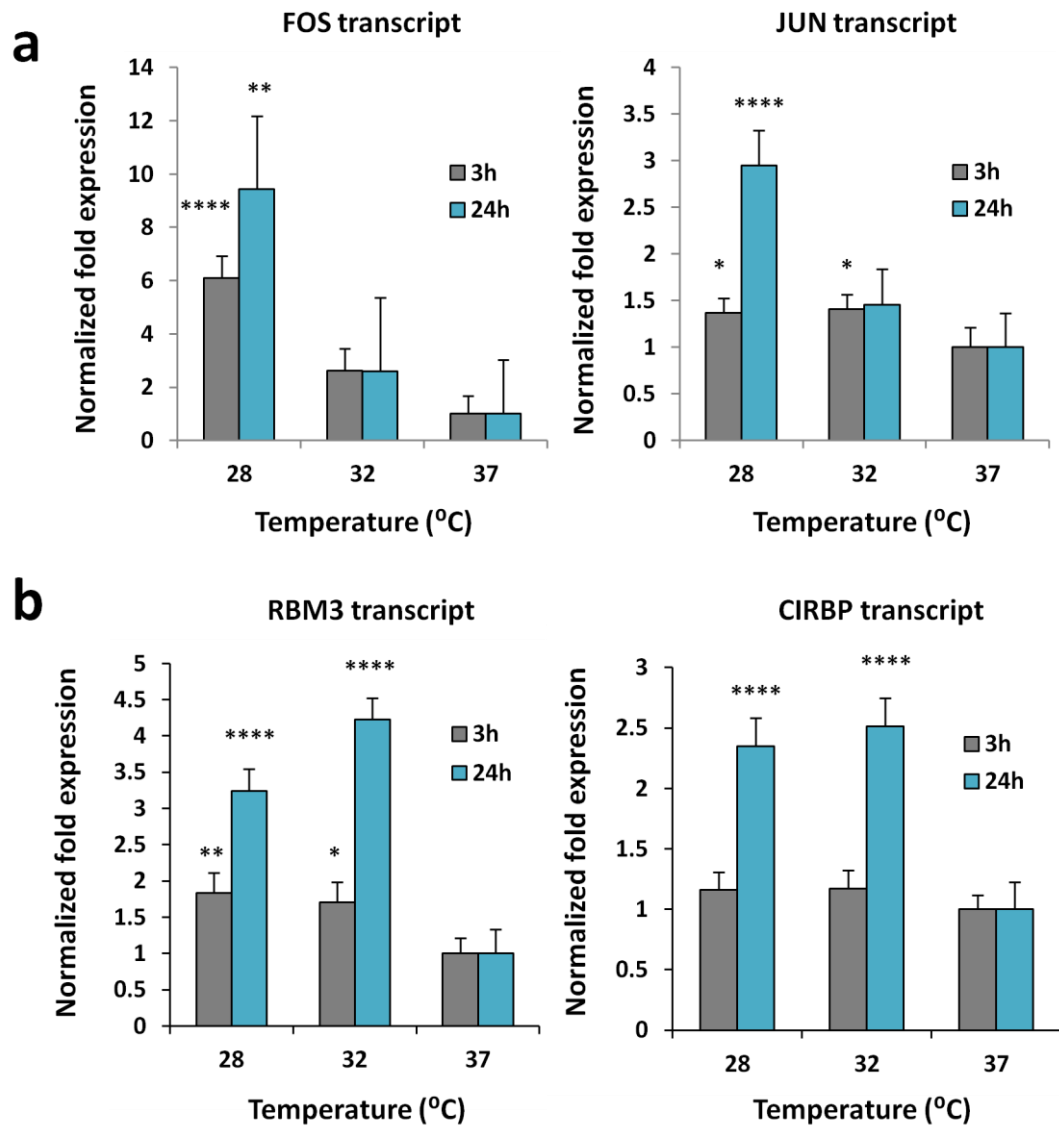 a
FOS transcript
Normalized fold expression
14
12
10
8
6
4
2
0
****
**
3h
24h
28
32
37
Temperature (⁰C)
JUN transcript
Normalized fold expression
4
3.5
3
2.5
2
1.5
1
0.5
0
*
****
*
3h
24h
28
32
37
Temperature (⁰C)
b
RBM3 transcript
Normalized fold expression
5
4.5
4
3.5
3
2.5
2
1.5
1
0.5
0
**
****
*
****
3h
24h
28
32
37
Temperature (⁰C)
CIRBP transcript
Normalized fold expression
3
2.5
2
1.5
1
0.5
0
****
****
3h
24h
28
32
37
Temperature (⁰C)